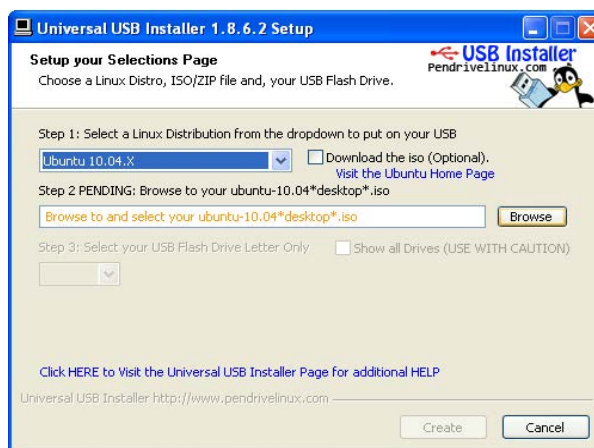 Universal USB Installer 1.8.6.2 Setup
Setup your Selections Page
Choose a Linux Distro, ISO/ZIP file and, your USB Flash Drive.
USB Installer
Pendrivelinux.com
Step 1: Select a Linux Distribution from the dropdown to put on your USB
Ubuntu 10.04.X
Download the iso (Optional).
Visit the Ubuntu Home Page
Step 2 PENDING: Browse to your ubuntu-10.04*desktop*.iso
Browse to and select your ubuntu-10.04*desktop*.iso
Browse
Step 3: Select your USB Flash Drive Letter Only
Show all Drives (USE WITH CAUTION)
Click HERE to Visit the Universal USB Installer Page for additional HELP
Universal USB Installer http://www.pendrivelinux.com
Create
Cancel